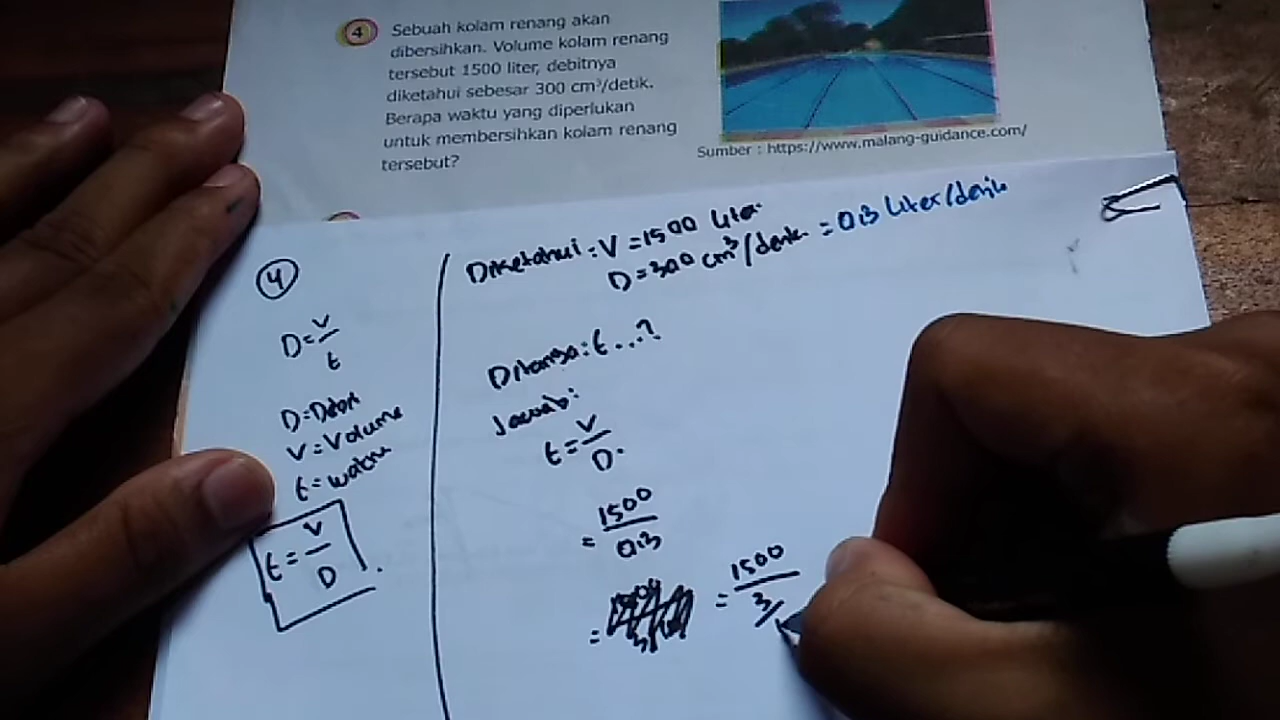 4
Sebuah kolam renang akan
dibersihkan. Volume kolam renang
tersebut 1500 liter, debitnya
diketahui sebesar 300 cm³/detik.
Berapa waktu yang diperlukan
untuk membersihkan kolam renang
tersebut?
Sumber : https://www.malang-guidance.com/
4
D=V/t
D=Debit
V=Volume
t=waktu
t=V/D.
Diketahui : V = 1500 Liter
D=300 cm³/detik = 0,3 Liter/detik
Ditanya : t...?
Jawab:
t=V/D.
= 1500/0,3
=
= 1500/3/